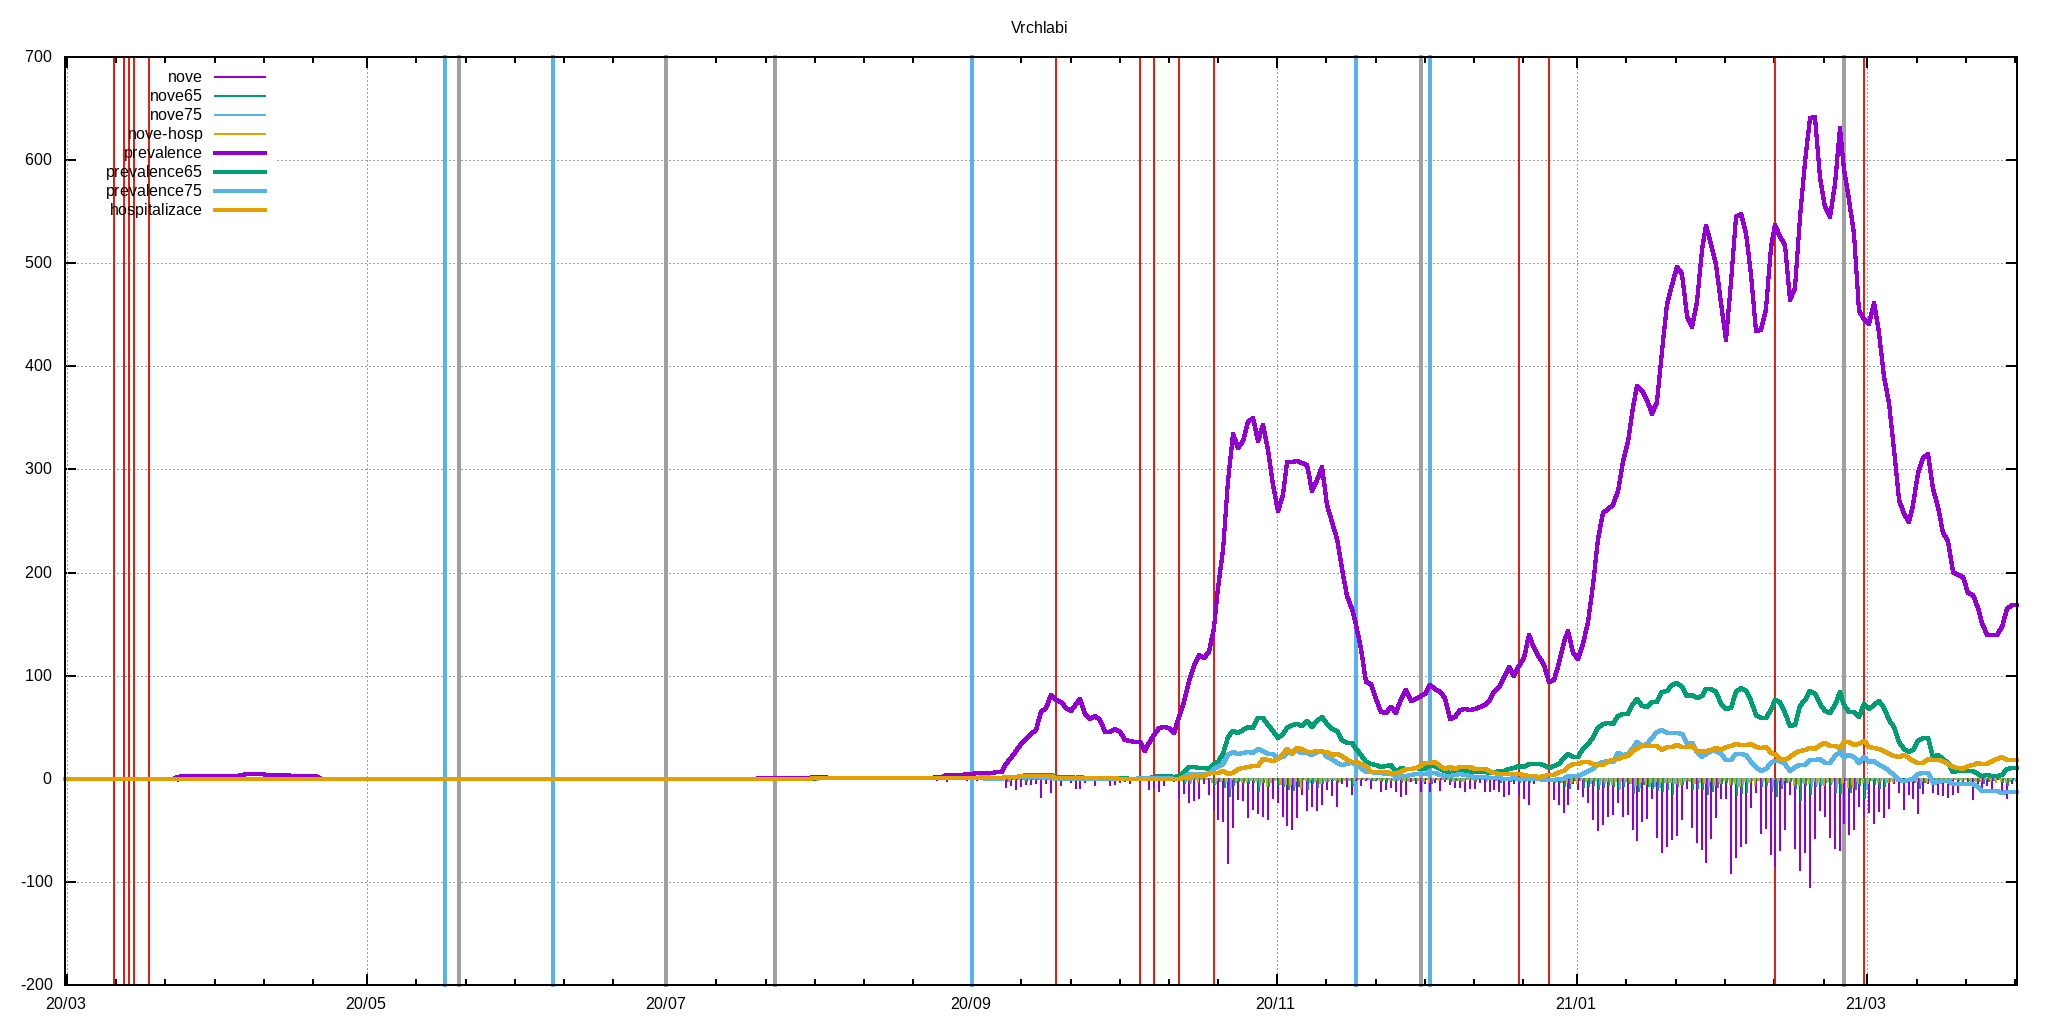 Vrchlabi
700
600
500
400
300
200
100
0
-100
-200
nove
nove65
nove75
nove-hosp
prevalence
prevalence65
prevalence75
hospitalizace
20/03 20/05 20/07 20/09 20/11 21/01 21/03